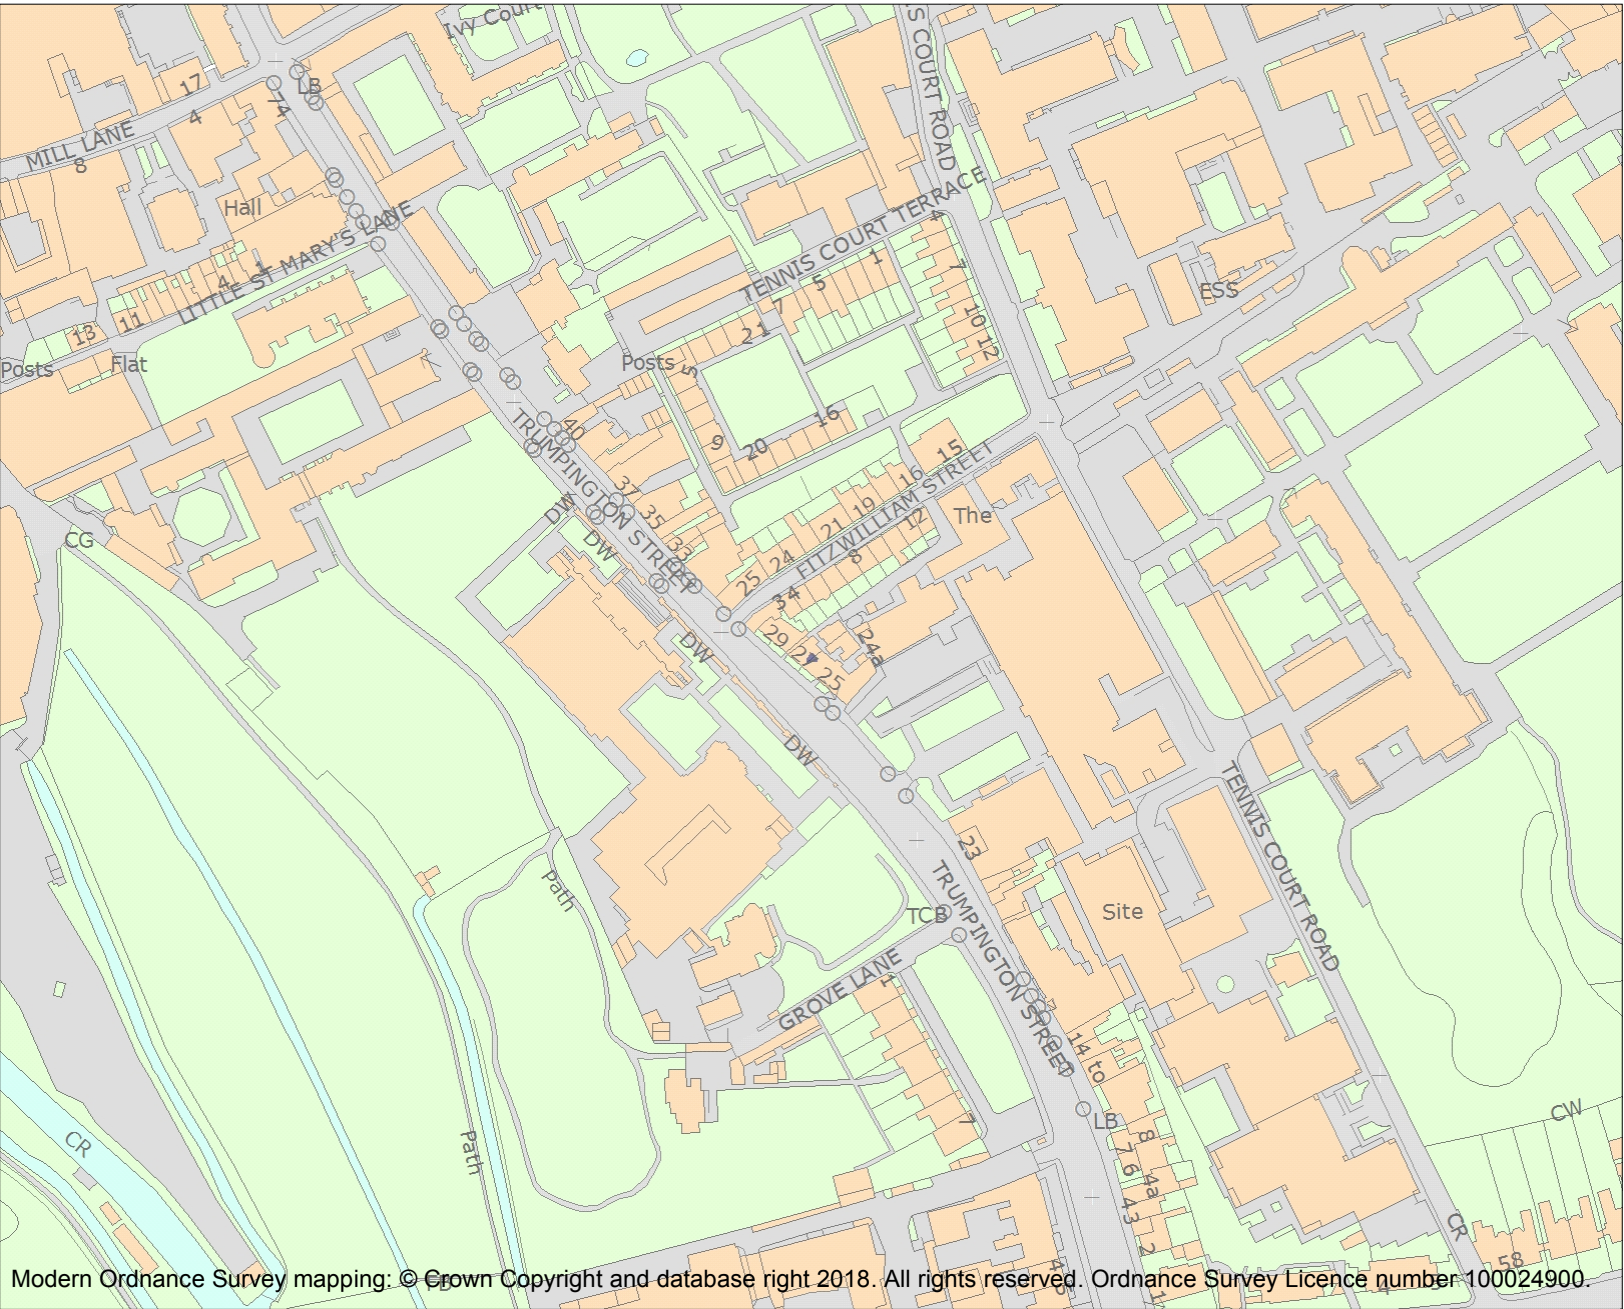 Ivy Court
S COURT ROAD
17
LB
74
4
MILL LANE
8
Hall
TENNIS COURT TERRACE
4
LITTLE ST MARY'S LANE
1
4
1
5
7
ESS
7
10
12
13
11
21
Posts
Flat
Posts
5
16
40
TRUMPINGTON STREET
9
20
15
16
FITZWILLIAM STREET
37
35
19
21
12
The
DW
DW
CG
33
24
8
25
34
29
27
25
24a
DW
DW
TENNIS COURT ROAD
23
TRUMPINGTON STREET
Path
TCB
Site
GROVE LANE
1
14 to
LB
CW
CR
Path
7
8
7
6
4a
43
2
CR
58
Modern Ordnance Survey mapping: © Crown Copyright and database right 2018. All rights reserved. Ordnance Survey Licence number 100024900.